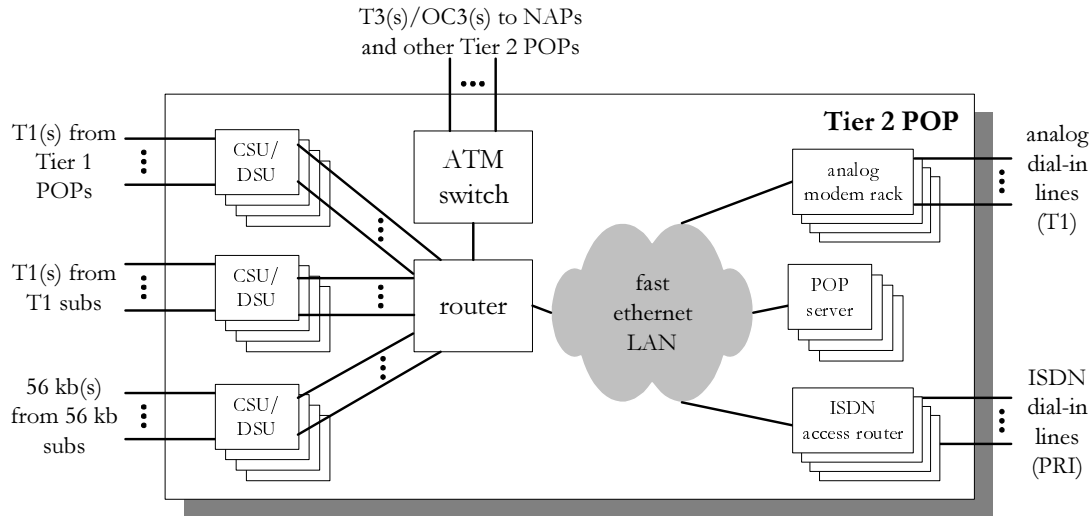 T3(s)/OC3(s) to NAPs
and other Tier 2 POPs
Tier 2 POP
T1(s) from
Tier 1
POPs
CSU/
DSU
ATM
switch
analog
modem rack
analog
dial-in
lines
(T1)
T1(s) from
T1 subs
CSU/
DSU
router
fast
ethernet
LAN
POP
server
56 kb(s)
from 56 kb
subs
CSU/
DSU
ISDN
access router
ISDN
dial-in
lines
(PRI)